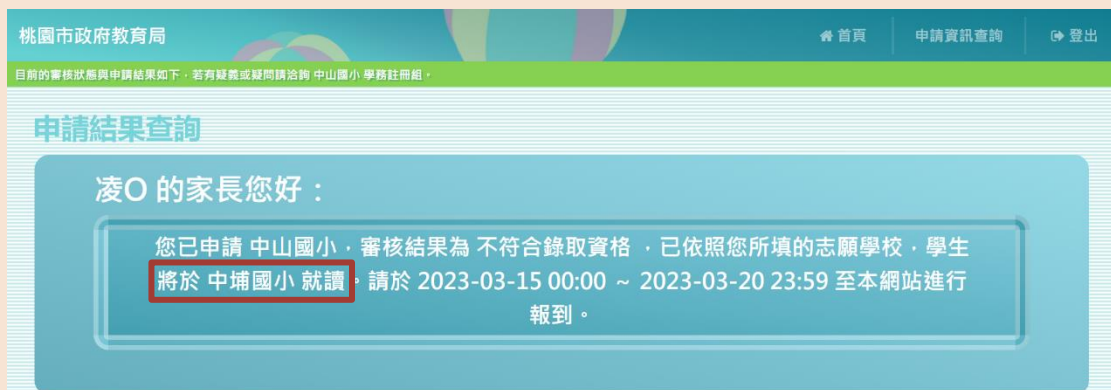 桃園市政府教育局
首頁
申請資訊查詢
登出
目前的審核狀態與申請結果如下,若有疑義或疑問請洽詢 中山國小 學務註冊組。
申請結果查詢
凌O 的家長您好:
您已申請 中山國小,審核結果為 不符合錄取資格 ,已依照您所填的志願學校,學生
將於 中埔國小 就讀。請於 2023-03-15 00:00 ~ 2023-03-20 23:59 至本網站進行
報到。